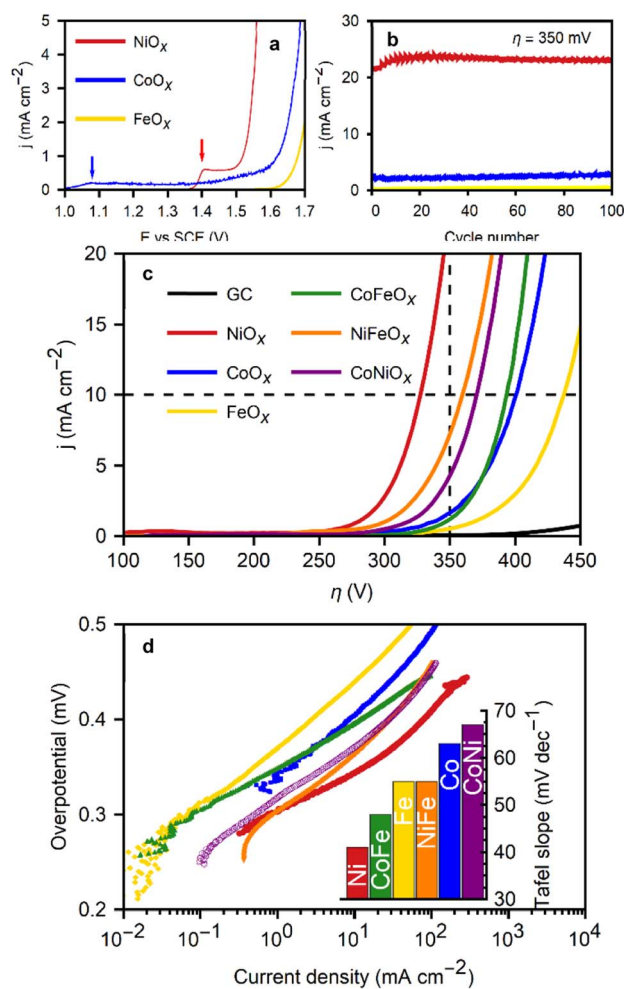 5
4
3
2
1
0
j (mA cm⁻²)
NiOx
CoOx
FeOx
a
1.0 1.1 1.2 1.3 1.4 1.5 1.6 1.7
E vs SCE (V)
30
20
10
0
j (mA cm⁻²)
b
η = 350 mV
0 20 40 60 80 100
Cycle number
20
15
10
5
0
j (mA cm⁻²)
c
GC CoFeOx
NiOx NiFeOx
CoOx CoNiOx
FeOx
100 150 200 250 300 350 400 450
η (V)
0.5
0.4
0.3
0.2
Overpotential (mV)
d
Ni CoFe Fe NiFe Co CoNi
70
60
50
40
30
Tafel slope (mV dec⁻¹)
10⁻² 10⁻¹ 10⁰ 10¹ 10² 10³ 10⁴
Current density (mA cm⁻²)